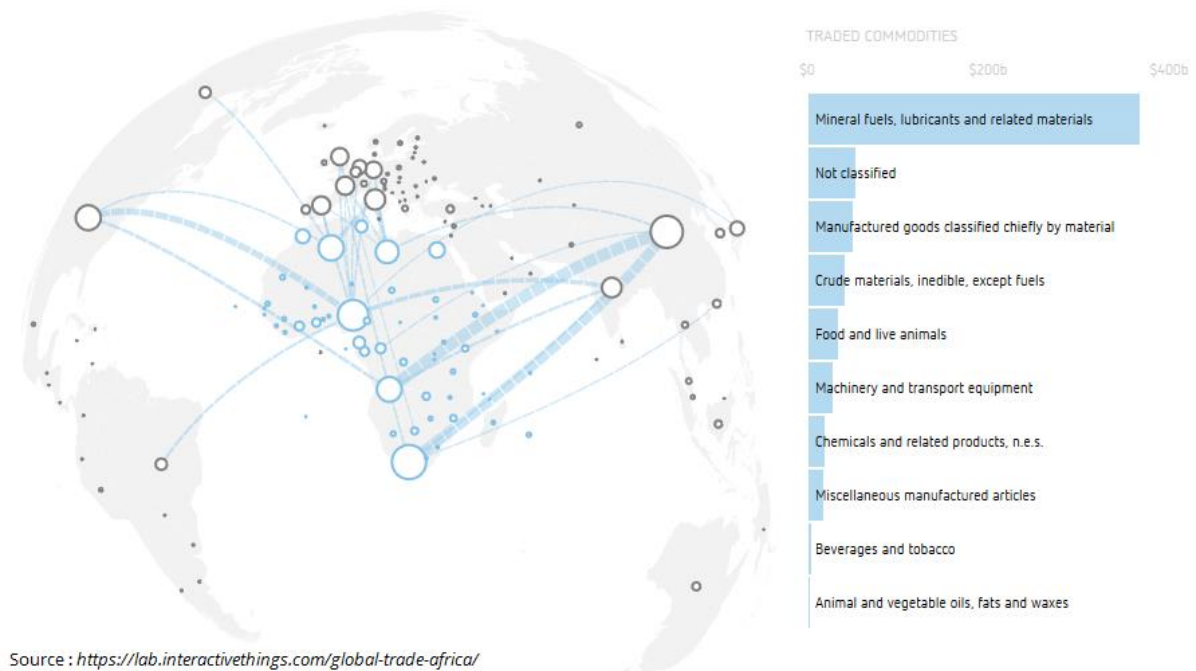 TRADED COMMODITIES
$0 $200b $400b
Mineral fuels, lubricants and related materials
Not classified
Manufactured goods classified chiefly by material
Crude materials, inedible, except fuels
Food and live animals
Machinery and transport equipment
Chemicals and related products, n.e.s.
Miscellaneous manufactured articles
Beverages and tobacco
Animal and vegetable oils, fats and waxes
Source : https://lab.interactivethings.com/global-trade-africa/